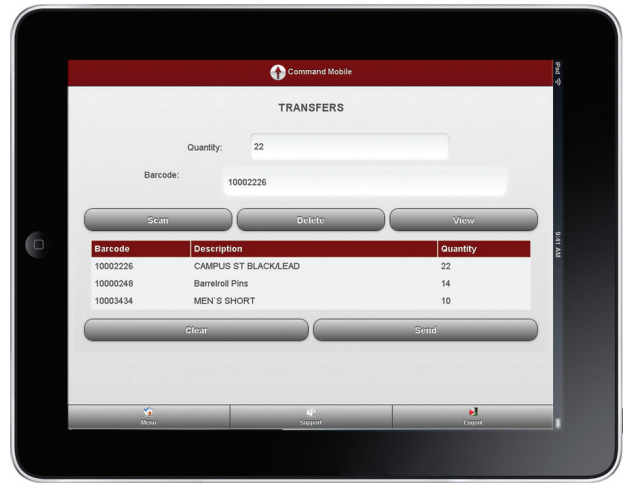 Command Mobile
iPad
TRANSFERS
Quantity: 22
Barcode: 10002226
Scan Delete View
9:41 AM
Barcode Description Quantity
10002226 CAMPUS ST BLACK/LEAD 22
10000248 Barrelroll Pins 14
10003434 MEN`S SHORT 10
Clear Send
Menu Support Logout